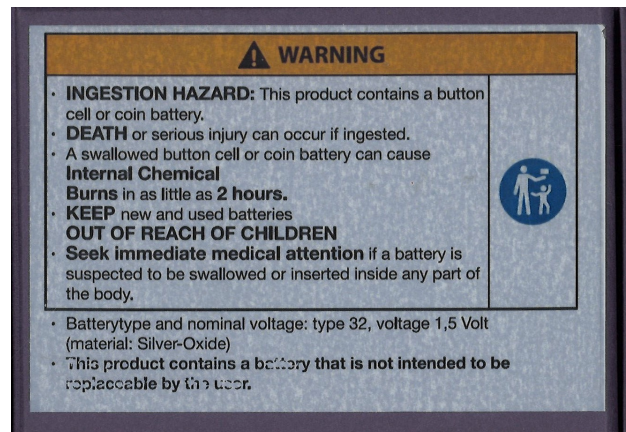 WARNING
· INGESTION HAZARD: This product contains a button
cell or coin battery.
· DEATH or serious injury can occur if ingested.
· A swallowed button cell or coin battery can cause
Internal Chemical
Burns in as little as 2 hours.
· KEEP new and used batteries
OUT OF REACH OF CHILDREN
· Seek immediate medical attention if a battery is
suspected to be swallowed or inserted inside any part of
the body.
· Batterytype and nominal voltage: type 32, voltage 1,5 Volt
(material: Silver-Oxide)
· This product contains a battery that is not intended to be
replaceable by the user.